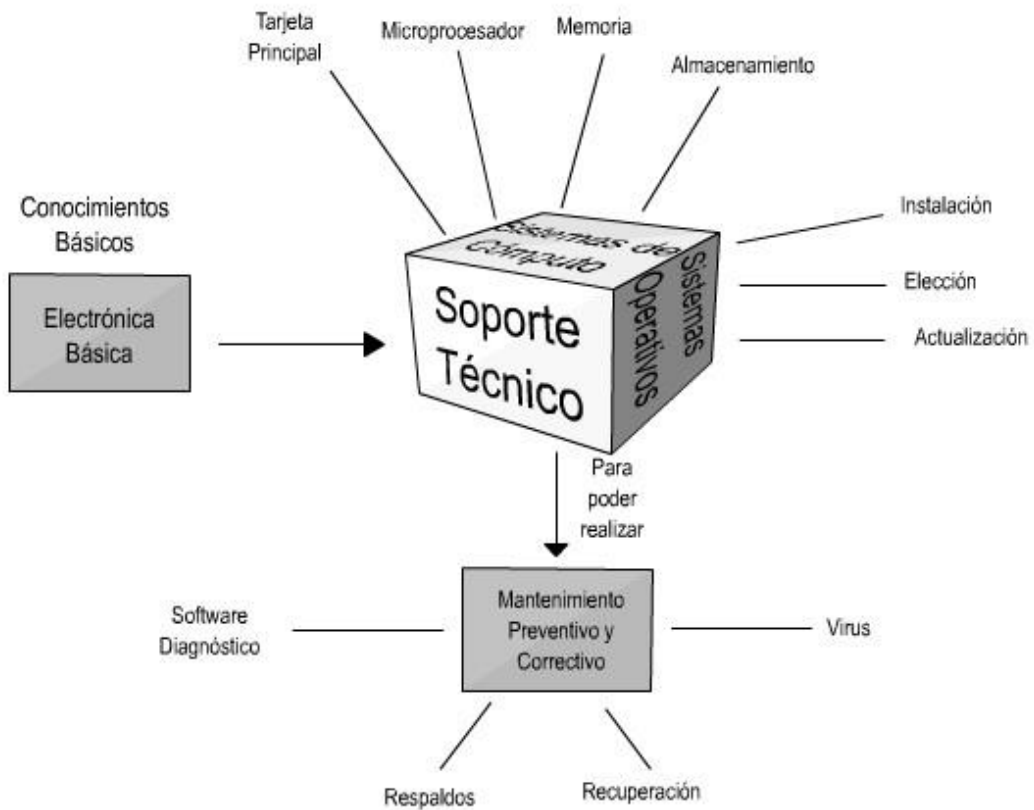 Tarjeta
Principal
Microprocesador
Memoria
Almacenamiento
Conocimientos
Básicos
Electrónica
Básica
Sistemas de
Cómputo
Soporte
Técnico
Sistemas
Operativos
Instalación
Elección
Actualización
Para
poder
realizar
Mantenimiento
Preventivo y
Correctivo
Software
Diagnóstico
Virus
Respaldos
Recuperación